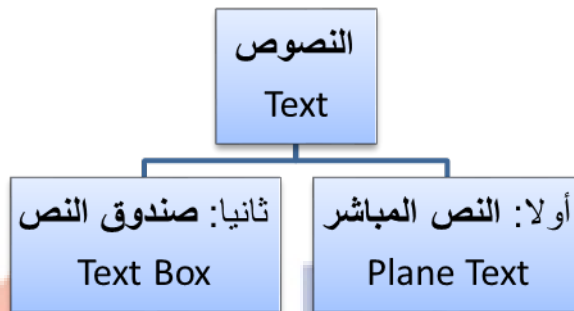 النصوص
Text
أولا: النص المباشر
Plane Text
ثانيا: صندوق النص
Text Box